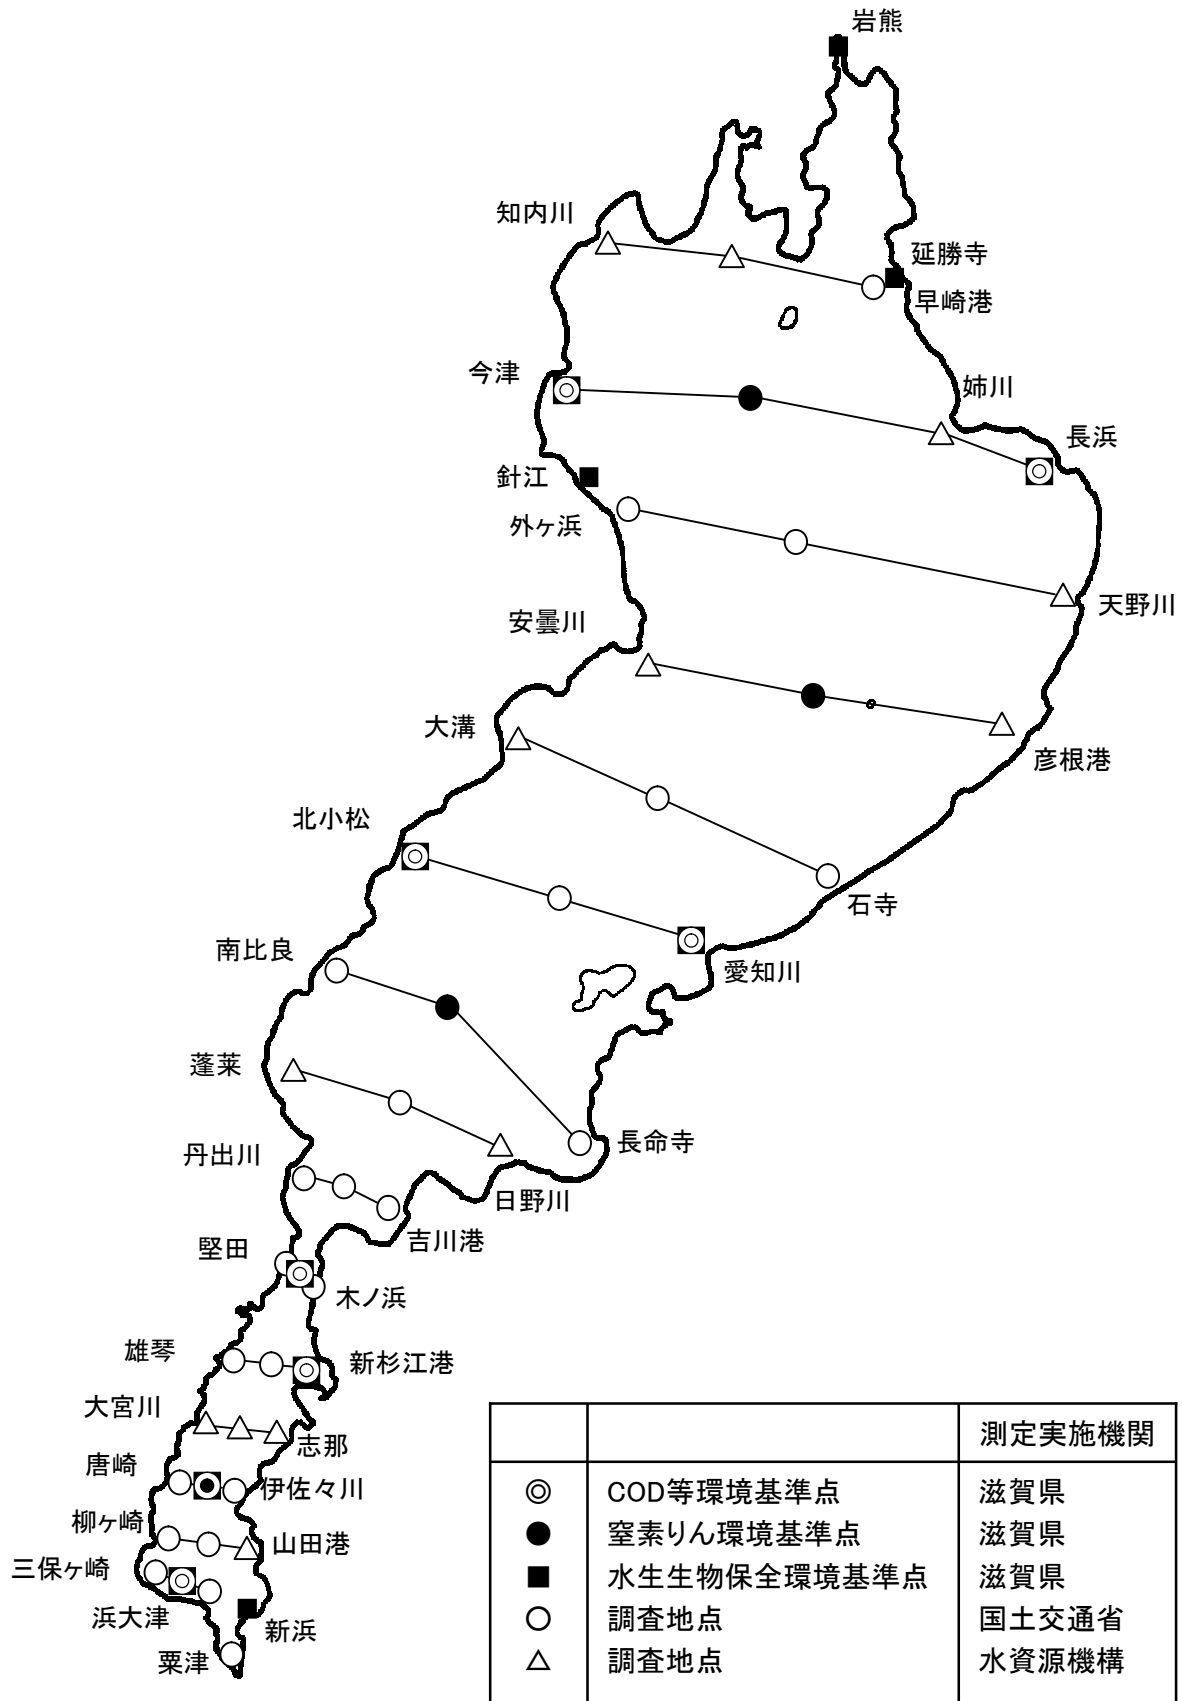 岩熊
知内川
延勝寺
早崎港
今津
姉川
長浜
針江
外ヶ浜
天野川
安曇川
大溝
彦根港
北小松
石寺
南比良
愛知川
蓬莱
長命寺
丹出川
日野川
吉川港
堅田
木ノ浜
雄琴
新杉江港
大宮川
志那
唐崎
伊佐々川
柳ヶ崎
山田港
三保ヶ崎
浜大津
新浜
粟津
測定実施機関
◎ COD等環境基準点 滋賀県
● 窒素りん環境基準点 滋賀県
■ 水生生物保全環境基準点 滋賀県
○ 調査地点 国土交通省
△ 調査地点 水資源機構